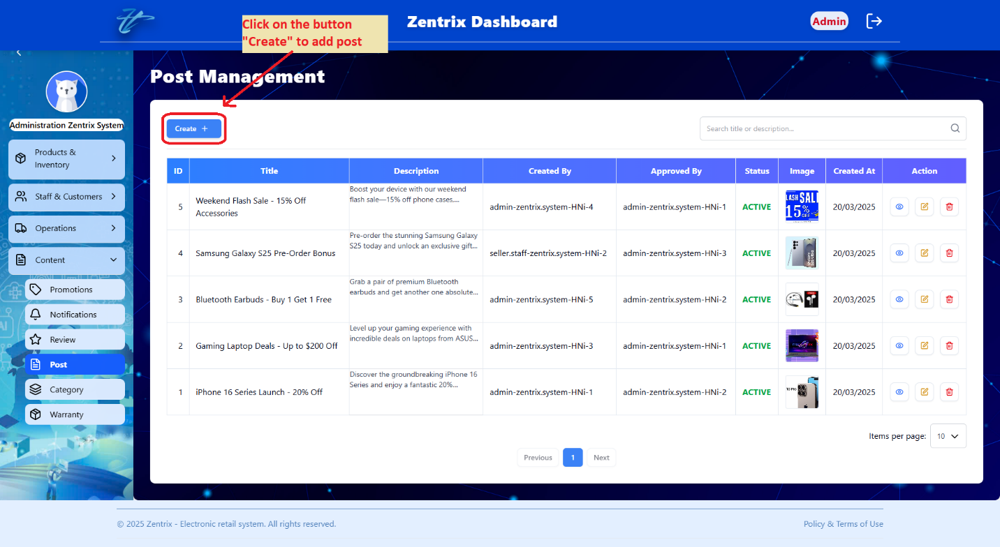 Click on the button
"Create" to add post
Zentrix Dashboard
Admin
Administration Zentrix System
Products &
Inventory
Staff & Customers
Operations
Content
Promotions
Notifications
Review
Post
Category
Warranty
Post Management
Create +
Search title or description...
ID Title Description Created By Approved By Status Image Created At Action
5 Weekend Flash Sale - 15% Off Accessories Boost your device with our weekend flash sale—15% off phone cases,... admin-zentrix.system-HNi-4 admin-zentrix.system-HNi-1 ACTIVE LASH SALE 15% OFF 20/03/2025
4 Samsung Galaxy S25 Pre-Order Bonus Pre-order the stunning Samsung Galaxy S25 today and unlock an exclusive gift... seller.staff-zentrix.system-HNi-2 admin-zentrix.system-HNi-3 ACTIVE 20/03/2025
3 Bluetooth Earbuds - Buy 1 Get 1 Free Grab a pair of premium Bluetooth earbuds and get another one absolute... admin-zentrix.system-HNi-5 admin-zentrix.system-HNi-2 ACTIVE 20/03/2025
2 Gaming Laptop Deals - Up to $200 Off Level up your gaming experience with incredible deals on laptops from ASUS... admin-zentrix.system-HNi-3 admin-zentrix.system-HNi-1 ACTIVE 20/03/2025
1 iPhone 16 Series Launch - 20% Off Discover the groundbreaking iPhone 16 Series and enjoy a fantastic 20%... admin-zentrix.system-HNi-1 admin-zentrix.system-HNi-2 ACTIVE 20/03/2025
Items per page: 10
Previous 1 Next
© 2025 Zentrix - Electronic retail system. All rights reserved.
Policy & Terms of Use